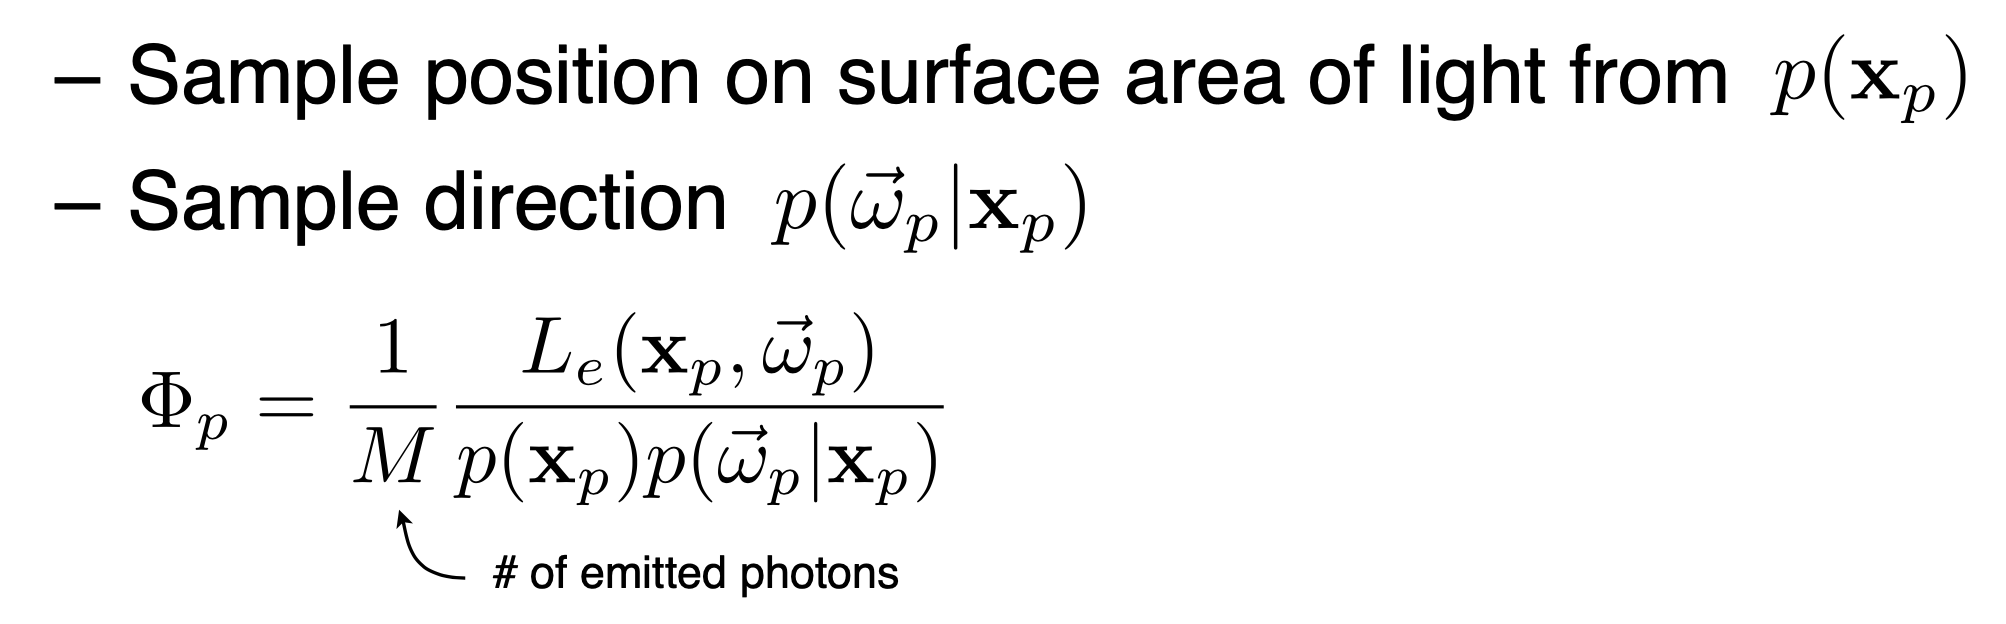 – Sample position on surface area of light from $p(\mathbf{x}_p)$
– Sample direction $p(\vec{\omega}_p|\mathbf{x}_p)$
$\Phi_p = \frac{1}{M} \frac{L_e(\mathbf{x}_p, \vec{\omega}_p)}{p(\mathbf{x}_p)p(\vec{\omega}_p|\mathbf{x}_p)}$
# of emitted photons